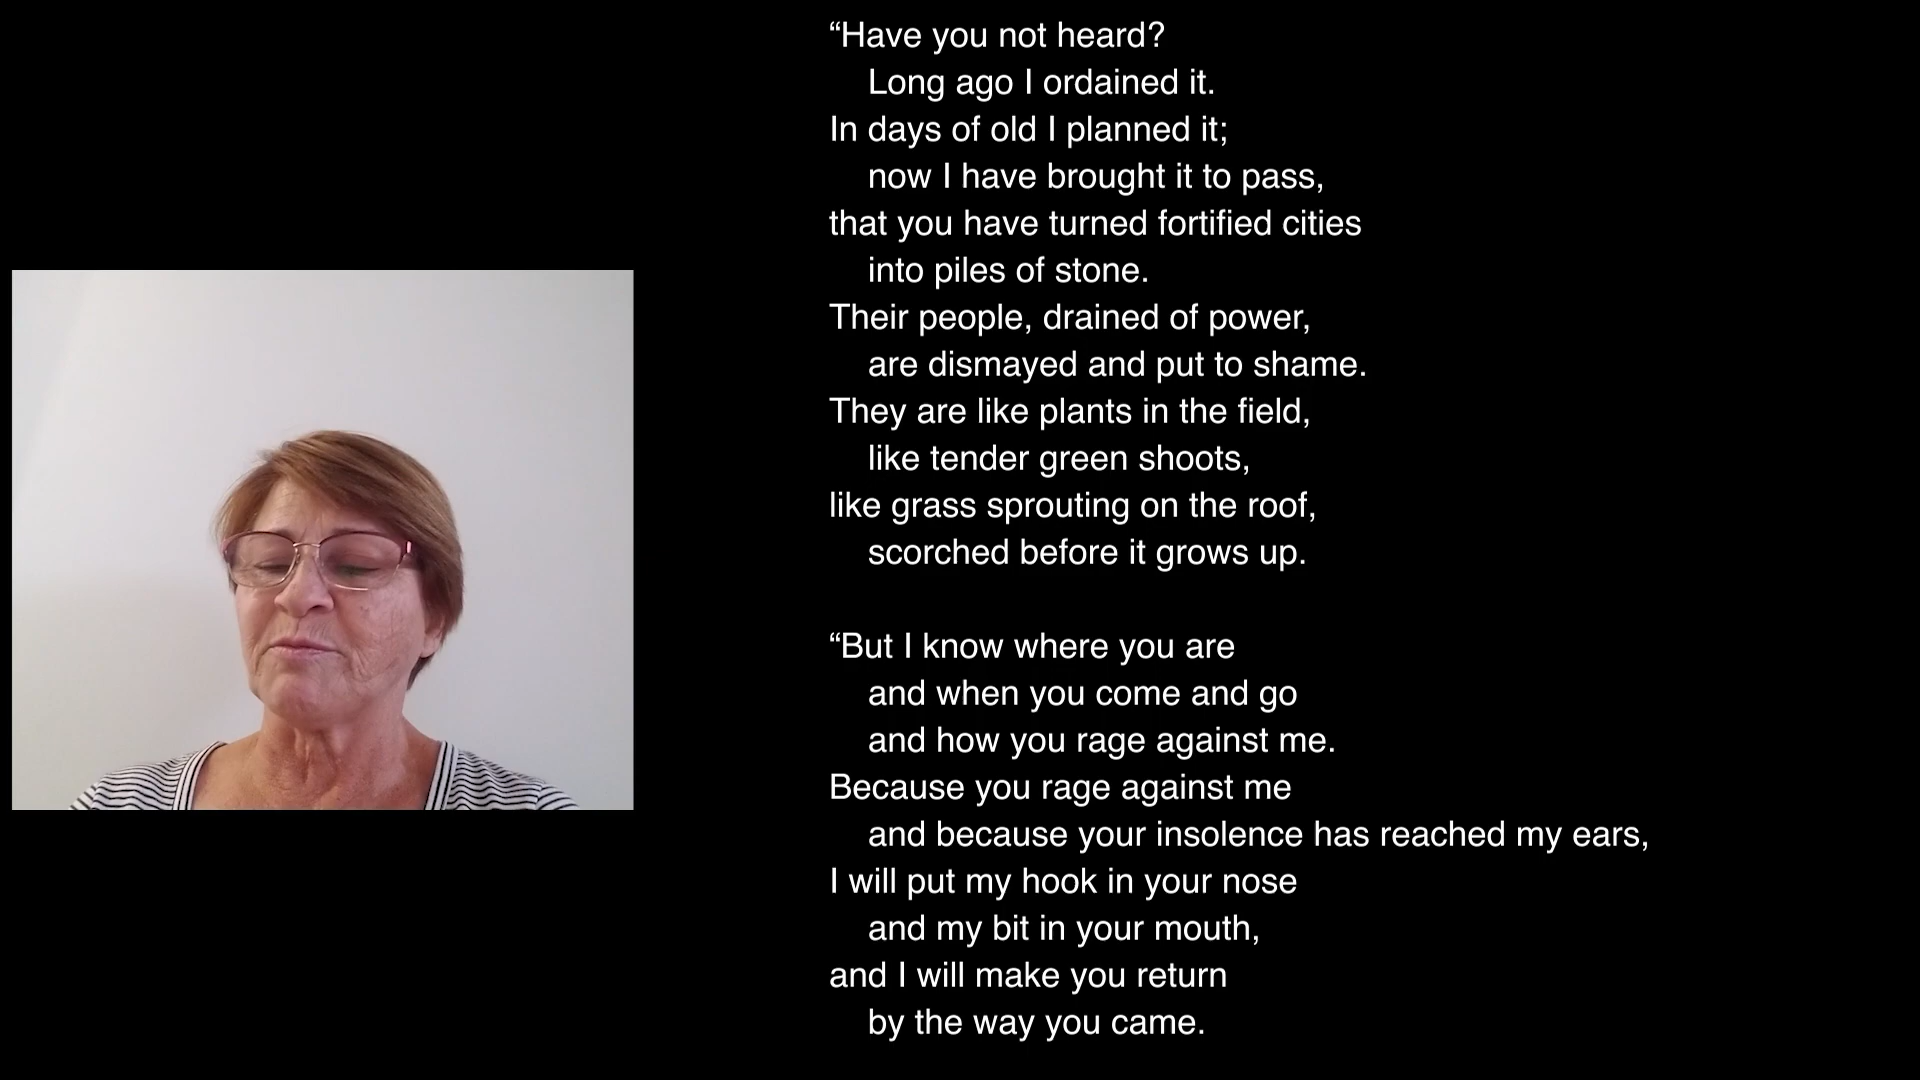 “Have you not heard?
Long ago I ordained it.
In days of old I planned it;
now I have brought it to pass,
that you have turned fortified cities
into piles of stone.
Their people, drained of power,
are dismayed and put to shame.
They are like plants in the field,
like tender green shoots,
like grass sprouting on the roof,
scorched before it grows up.
“But I know where you are
and when you come and go
and how you rage against me.
Because you rage against me
and because your insolence has reached my ears,
I will put my hook in your nose
and my bit in your mouth,
and I will make you return
by the way you came.